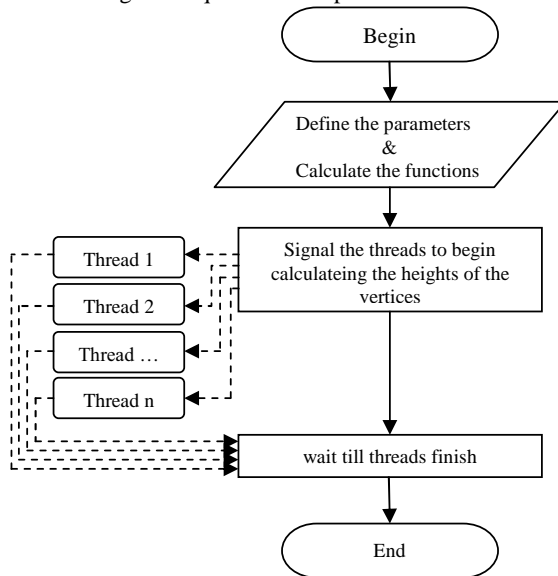 Begin
Define the parameters
&
Calculate the functions
Signal the threads to begin
calculateing the heights of the
vertices
Thread 1
Thread 2
Thread …
Thread n
wait till threads finish
End